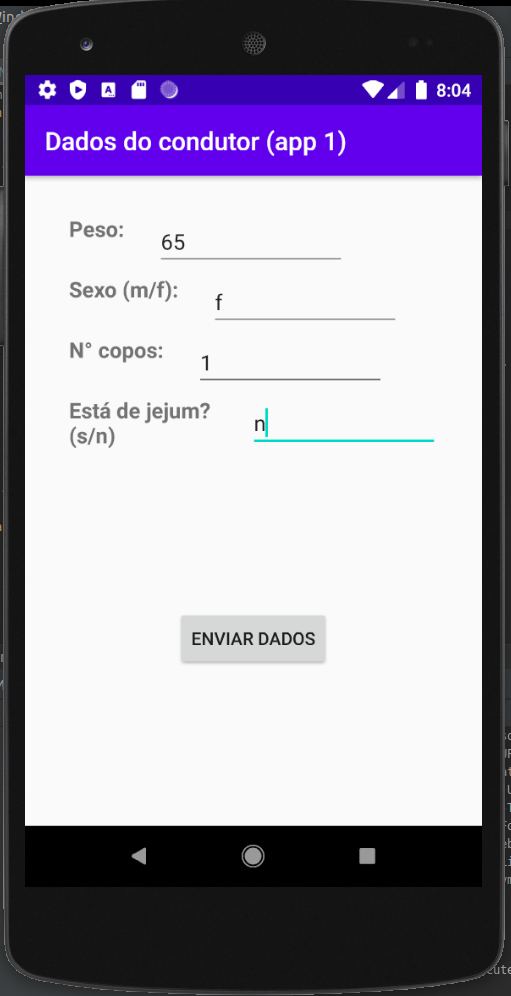 8:04
Dados do condutor (app 1)
Peso: 65
Sexo (m/f): f
N° copos: 1
Está de jejum? n
(s/n)
ENVIAR DADOS